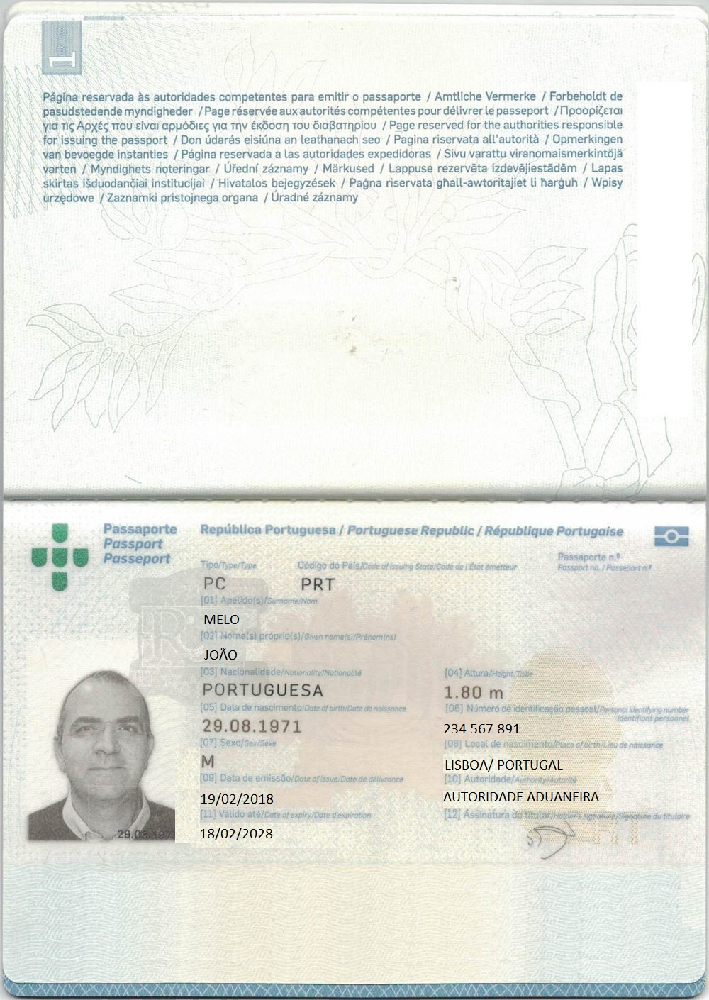 1
Página reservada às autoridades competentes para emitir o passaporte / Amtliche Vermerke / Forbeholdt de
pasudstedende myndigheder / Page réservée aux autorités compétentes pour délivrer le passeport / Προορίζεται
για τις Αρχές που είναι αρμόδιες για την έκδοση του διαβατηρίου / Page reserved for the authorities responsible
for issuing the passport / Don údarás eisiúna an leathanach seo / Pagina riservata all'autorità / Opmerkingen
van bevoegde instanties / Página reservada a las autoridades expedidoras / Sivu varattu viranomaismerkintöjä
varten / Myndighets noteringar / Úřední záznamy / Märkused / Lappuse rezervēta izdevējiestādēm / Lapas
skirtas išduodančiai institucijai / Hivatalos bejegyzések / Paġna riservata għall-awtoritajiet li ħarġuh / Wpisy
urzędowe / Zaznamki pristojnega organa / Úradné záznamy
Passaporte
Passport
Passeport
República Portuguesa / Portuguese Republic / République Portugaise
Tipo/Type/Type Código do País/Code of issuing State/Code de l'État émetteur Passaporte n.º
Passport no. / Passeport n.º
PC PRT
[01] Apelido(s)/Surname/Nom
MELO
[02] Nome(s) próprio(s)/Given name(s)/Prénom(ns)
JOÃO
[03] Nacionalidade/Nationality/Nationalité [04] Altura/Height/Taille
PORTUGUESA 1.80 m
[05] Data de nascimento/Date of birth/Date de naissance [06] Número de identificação pessoal/Personal identifying number
Identifiant personnel
29.08.1971 234 567 891
[07] Sexo/Sex/Sexe [08] Local de nascimento/Place of Birth/Lieu de naissance
M LISBOA/ PORTUGAL
[09] Data de emissão/Date of issue/Date de délivrance [10] Autoridade/Authority/Autorité
19/02/2018 AUTORIDADE ADUANEIRA
[11] Válido até/Date of expiry/Date d'expiration [12] Assinatura do titular/Holder's signature/Signature du titulaire
18/02/2028
29.08.197